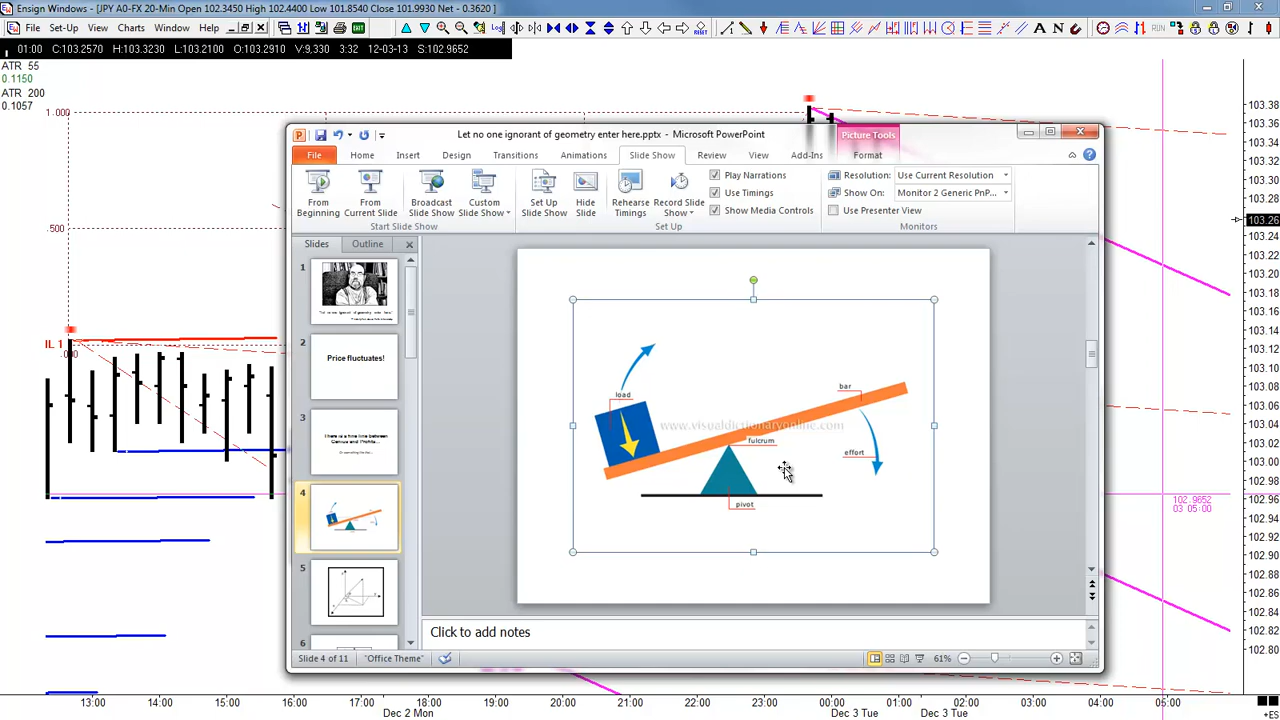 Ensign Windows - [JPY A0-FX 20-Min Open 102.3450 High 102.4400 Low 101.8540 Close 101.9930 Net - 0.3620 ]
File Set-Up View Charts Window Help
01:00 C:103.2570 H:103.3230 L:103.2100 O:103.2910 V:9,330 3:32 12-03-13 S:102.9652
ATR 55
0.1150
ATR 200
0.1057
1.000
.500
IL 1
.000
Let no one ignorant of geometry enter here.pptx - Microsoft PowerPoint
Picture Tools
File Home Insert Design Transitions Animations Slide Show Review View Add-Ins Format
From Beginning
From Current Slide
Broadcast Slide Show
Custom Slide Show
Set Up Slide Show
Hide Slide
Rehearse Timings
Record Slide Show
Play Narrations
Use Timings
Show Media Controls
Resolution: Use Current Resolution
Show On: Monitor 2 Generic PnP...
Use Presenter View
Start Slide Show
Set Up
Monitors
Slides Outline
1
2
Price fluctuates!
3
There is a fine line between
Genius and Profits...
4
5
6
load
bar
www.visualdictionaryonline.com
fulcrum
effort
pivot
Click to add notes
Slide 4 of 11 "Office Theme" 61%
103.38
103.36
103.34
103.32
103.30
103.28
103.26
103.24
103.22
103.20
103.18
103.16
103.14
103.12
103.10
103.08
103.06
103.04
103.02
103.00
102.98
102.96
102.94
102.92
102.90
102.88
102.86
102.84
102.82
102.80
102.9652
03 05:00
13:00 14:00 15:00 16:00 17:00 18:00 19:00 20:00 21:00 22:00 23:00 00:00 01:00 02:00 03:00 04:00 05:00
Dec 2 Mon
Dec 3 Tue
Dec 3 Tue
+ES